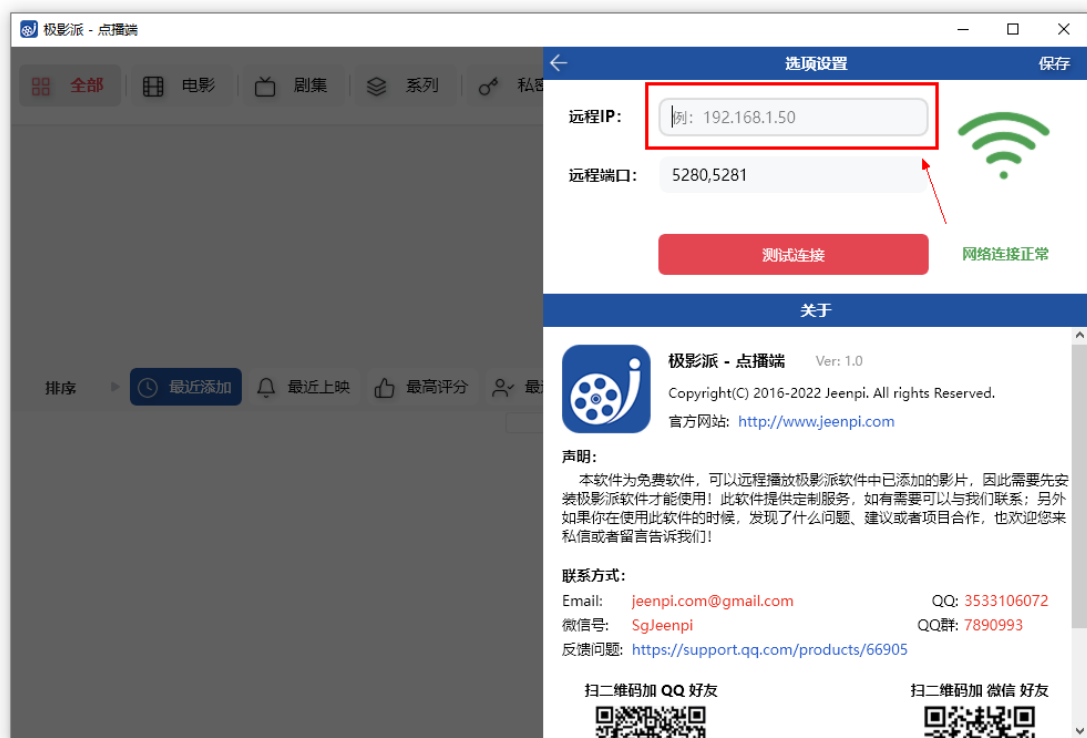 极影派 - 点播端
全部
电影
剧集
系列
选项设置
保存
远程IP:
例：192.168.1.50
远程端口:
5280,5281
测试连接
网络连接正常
关于
排序
最近添加
最近上映
最高评分
极影派 - 点播端 Ver: 1.0
Copyright(C) 2016-2022 Jeenpi. All rights Reserved.
官方网站: http://www.jeenpi.com
声明:
本软件为免费软件，可以远程播放极影派软件中已添加的影片，因此需要先安
装极影派软件才能使用！此软件提供定制服务，如有需要可以与我们联系；另外
如果你在使用此软件的时候，发现了什么问题、建议或者项目合作，也欢迎您来
私信或者留言告诉我们！
联系方式:
Email: jeenpi.com@gmail.com QQ: 3533106072
微信号: SgJeenpi QQ群: 7890993
反馈问题: https://support.qq.com/products/66905
扫二维码加 QQ 好友 扫二维码加 微信 好友